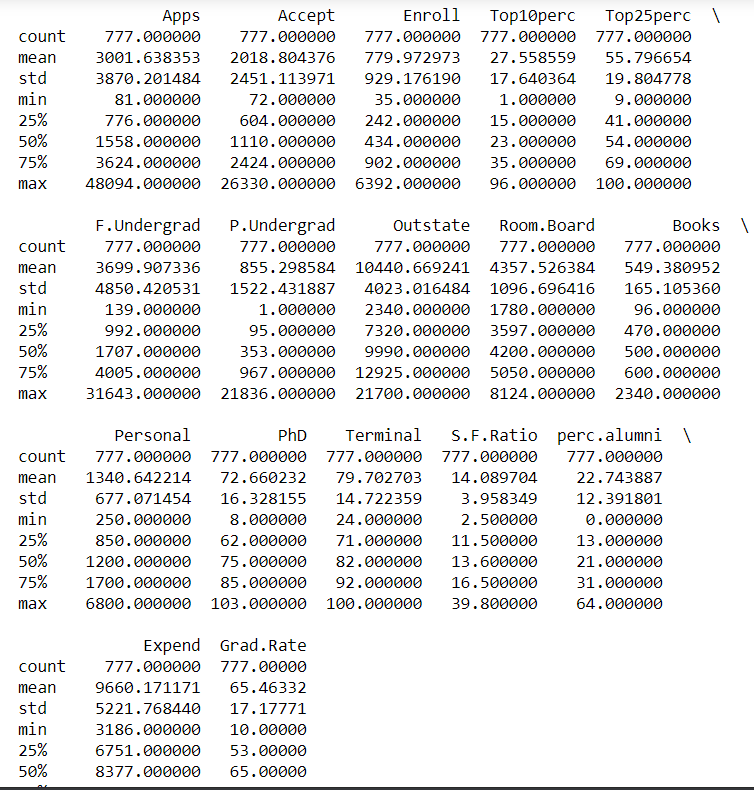 Apps Accept Enroll Top10perc Top25perc \
count 777.000000 777.000000 777.000000 777.000000 777.000000
mean 3001.638353 2018.804376 779.972973 27.558559 55.796654
std 3870.201484 2451.113971 929.176190 17.640364 19.804778
min 81.000000 72.000000 35.000000 1.000000 9.000000
25% 776.000000 604.000000 242.000000 15.000000 41.000000
50% 1558.000000 1110.000000 434.000000 23.000000 54.000000
75% 3624.000000 2424.000000 902.000000 35.000000 69.000000
max 48094.000000 26330.000000 6392.000000 96.000000 100.000000
F.Undergrad P.Undergrad Outstate Room.Board Books \
count 777.000000 777.000000 777.000000 777.000000 777.000000
mean 3699.907336 855.298584 10440.669241 4357.526384 549.380952
std 4850.420531 1522.431887 4023.016484 1096.696416 165.105360
min 139.000000 1.000000 2340.000000 1780.000000 96.000000
25% 992.000000 95.000000 7320.000000 3597.000000 470.000000
50% 1707.000000 353.000000 9990.000000 4200.000000 500.000000
75% 4005.000000 967.000000 12925.000000 5050.000000 600.000000
max 31643.000000 21836.000000 21700.000000 8124.000000 2340.000000
Personal PhD Terminal S.F.Ratio perc.alumni \
count 777.000000 777.000000 777.000000 777.000000 777.000000
mean 1340.642214 72.660232 79.702703 14.089704 22.743887
std 677.071454 16.328155 14.722359 3.958349 12.391801
min 250.000000 8.000000 24.000000 2.500000 0.000000
25% 850.000000 62.000000 71.000000 11.500000 13.000000
50% 1200.000000 75.000000 82.000000 13.600000 21.000000
75% 1700.000000 85.000000 92.000000 16.500000 31.000000
max 6800.000000 103.000000 100.000000 39.800000 64.000000
Expend Grad.Rate
count 777.000000 777.00000
mean 9660.171171 65.46332
std 5221.768440 17.17771
min 3186.000000 10.00000
25% 6751.000000 53.00000
50% 8377.000000 65.00000